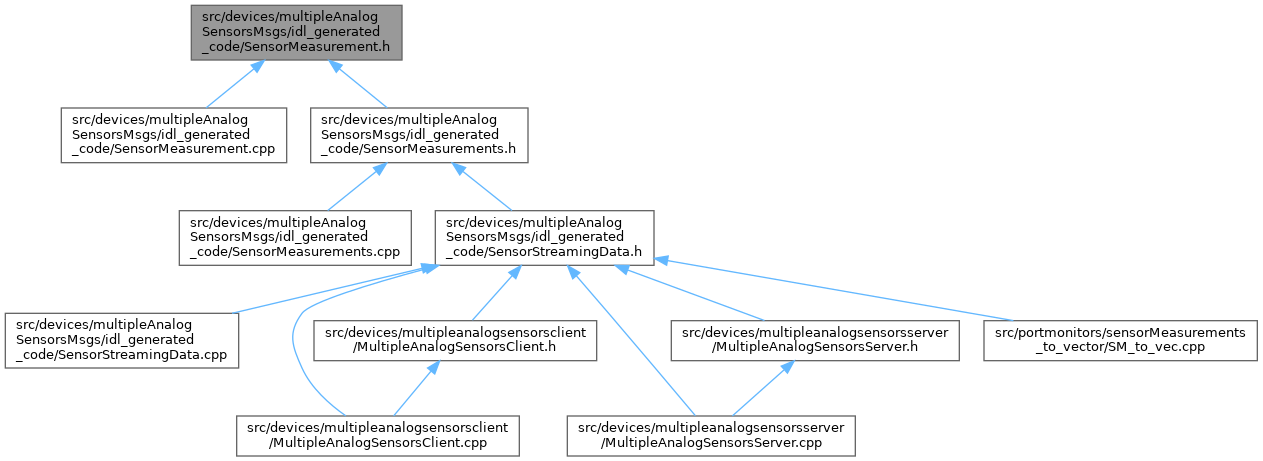 src/devices/multipleAnalog
SensorsMsgs/idl_generated
_code/SensorMeasurement.h
src/devices/multipleAnalog
SensorsMsgs/idl_generated
_code/SensorMeasurement.cpp
src/devices/multipleAnalog
SensorsMsgs/idl_generated
_code/SensorMeasurements.h
src/devices/multipleAnalog
SensorsMsgs/idl_generated
_code/SensorMeasurements.cpp
src/devices/multipleAnalog
SensorsMsgs/idl_generated
_code/SensorStreamingData.h
src/devices/multipleAnalog
SensorsMsgs/idl_generated
_code/SensorStreamingData.cpp
src/devices/multipleanalogsensorsclient
/MultipleAnalogSensorsClient.h
src/devices/multipleanalogsensorsserver
/MultipleAnalogSensorsServer.h
src/portmonitors/sensorMeasurements
_to_vector/SM_to_vec.cpp
src/devices/multipleanalogsensorsclient
/MultipleAnalogSensorsClient.cpp
src/devices/multipleanalogsensorsserver
/MultipleAnalogSensorsServer.cpp